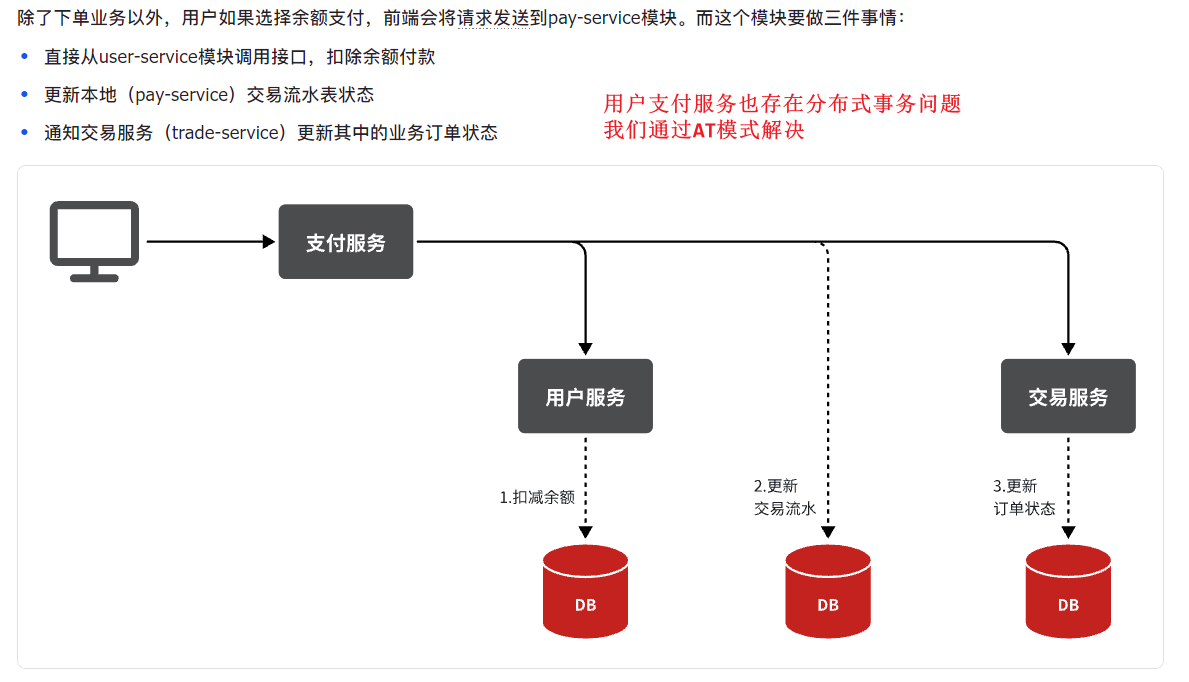 除了下单业务以外，用户如果选择余额支付，前端会将请求发送到pay-service模块。而这个模块要做三件事情：
直接从user-service模块调用接口，扣除余额付款
更新本地（pay-service）交易流水表状态
通知交易服务（trade-service）更新其中的业务订单状态
用户支付服务也存在分布式事务问题
我们通过AT模式解决
支付服务
用户服务
交易服务
1.扣减余额
2.更新
交易流水
3.更新
订单状态
DB
DB
DB